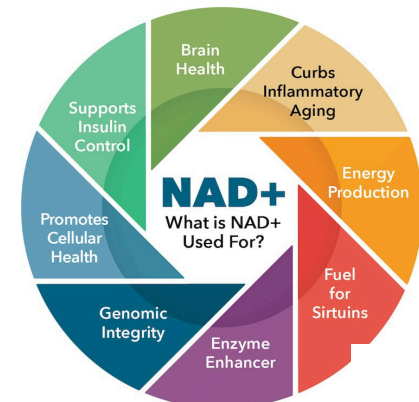 NAD+
What is NAD+
Used For?
Brain
Health
Curbs
Inflammatory
Aging
Energy
Production
Fuel
for
Sirtuins
Enzyme
Enhancer
Genomic
Integrity
Promotes
Cellular
Health
Supports
Insulin
Control